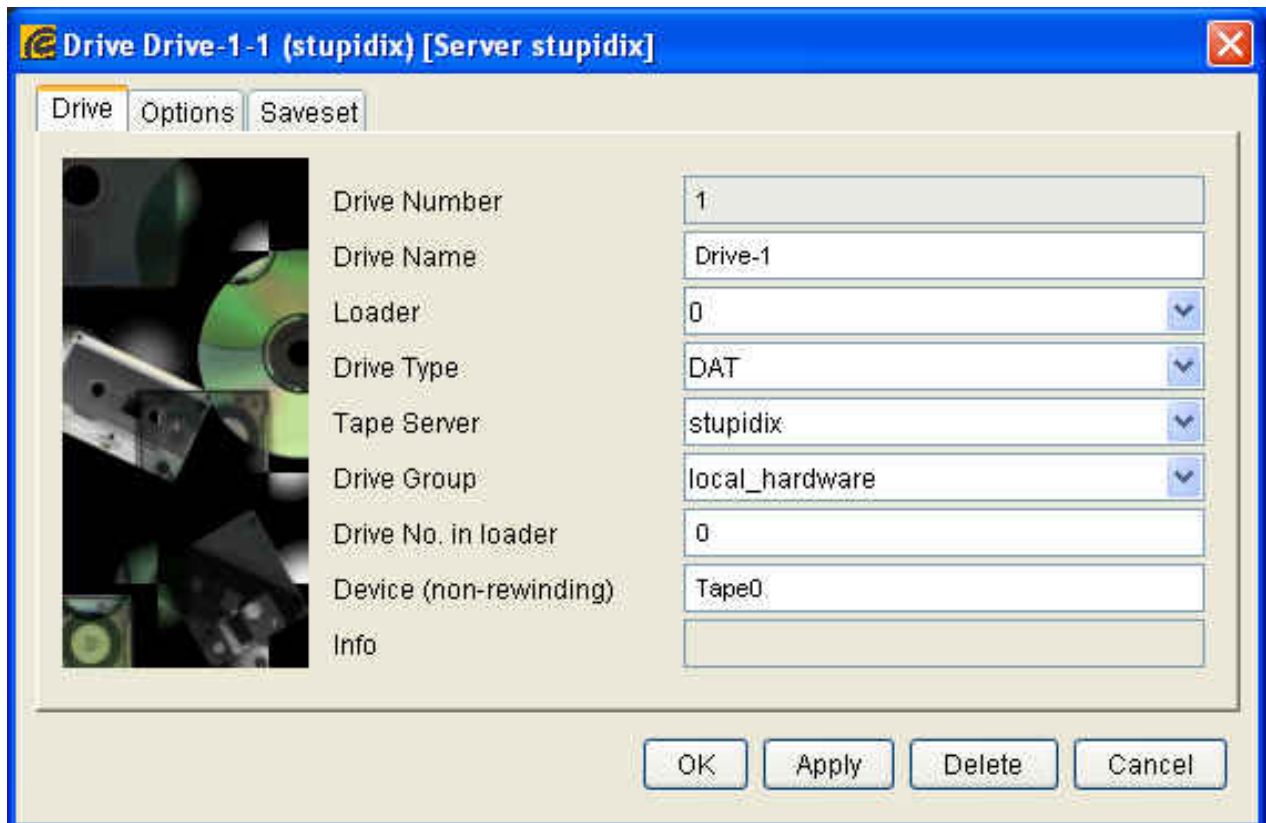 Drive Drive-1-1 (stupidix) [Server stupidix]
Drive Options Saveset
Drive Number 1
Drive Name Drive-1
Loader 0
Drive Type DAT
Tape Server stupidix
Drive Group local_hardware
Drive No. in loader 0
Device (non-rewinding) Tape0
Info
OK Apply Delete Cancel